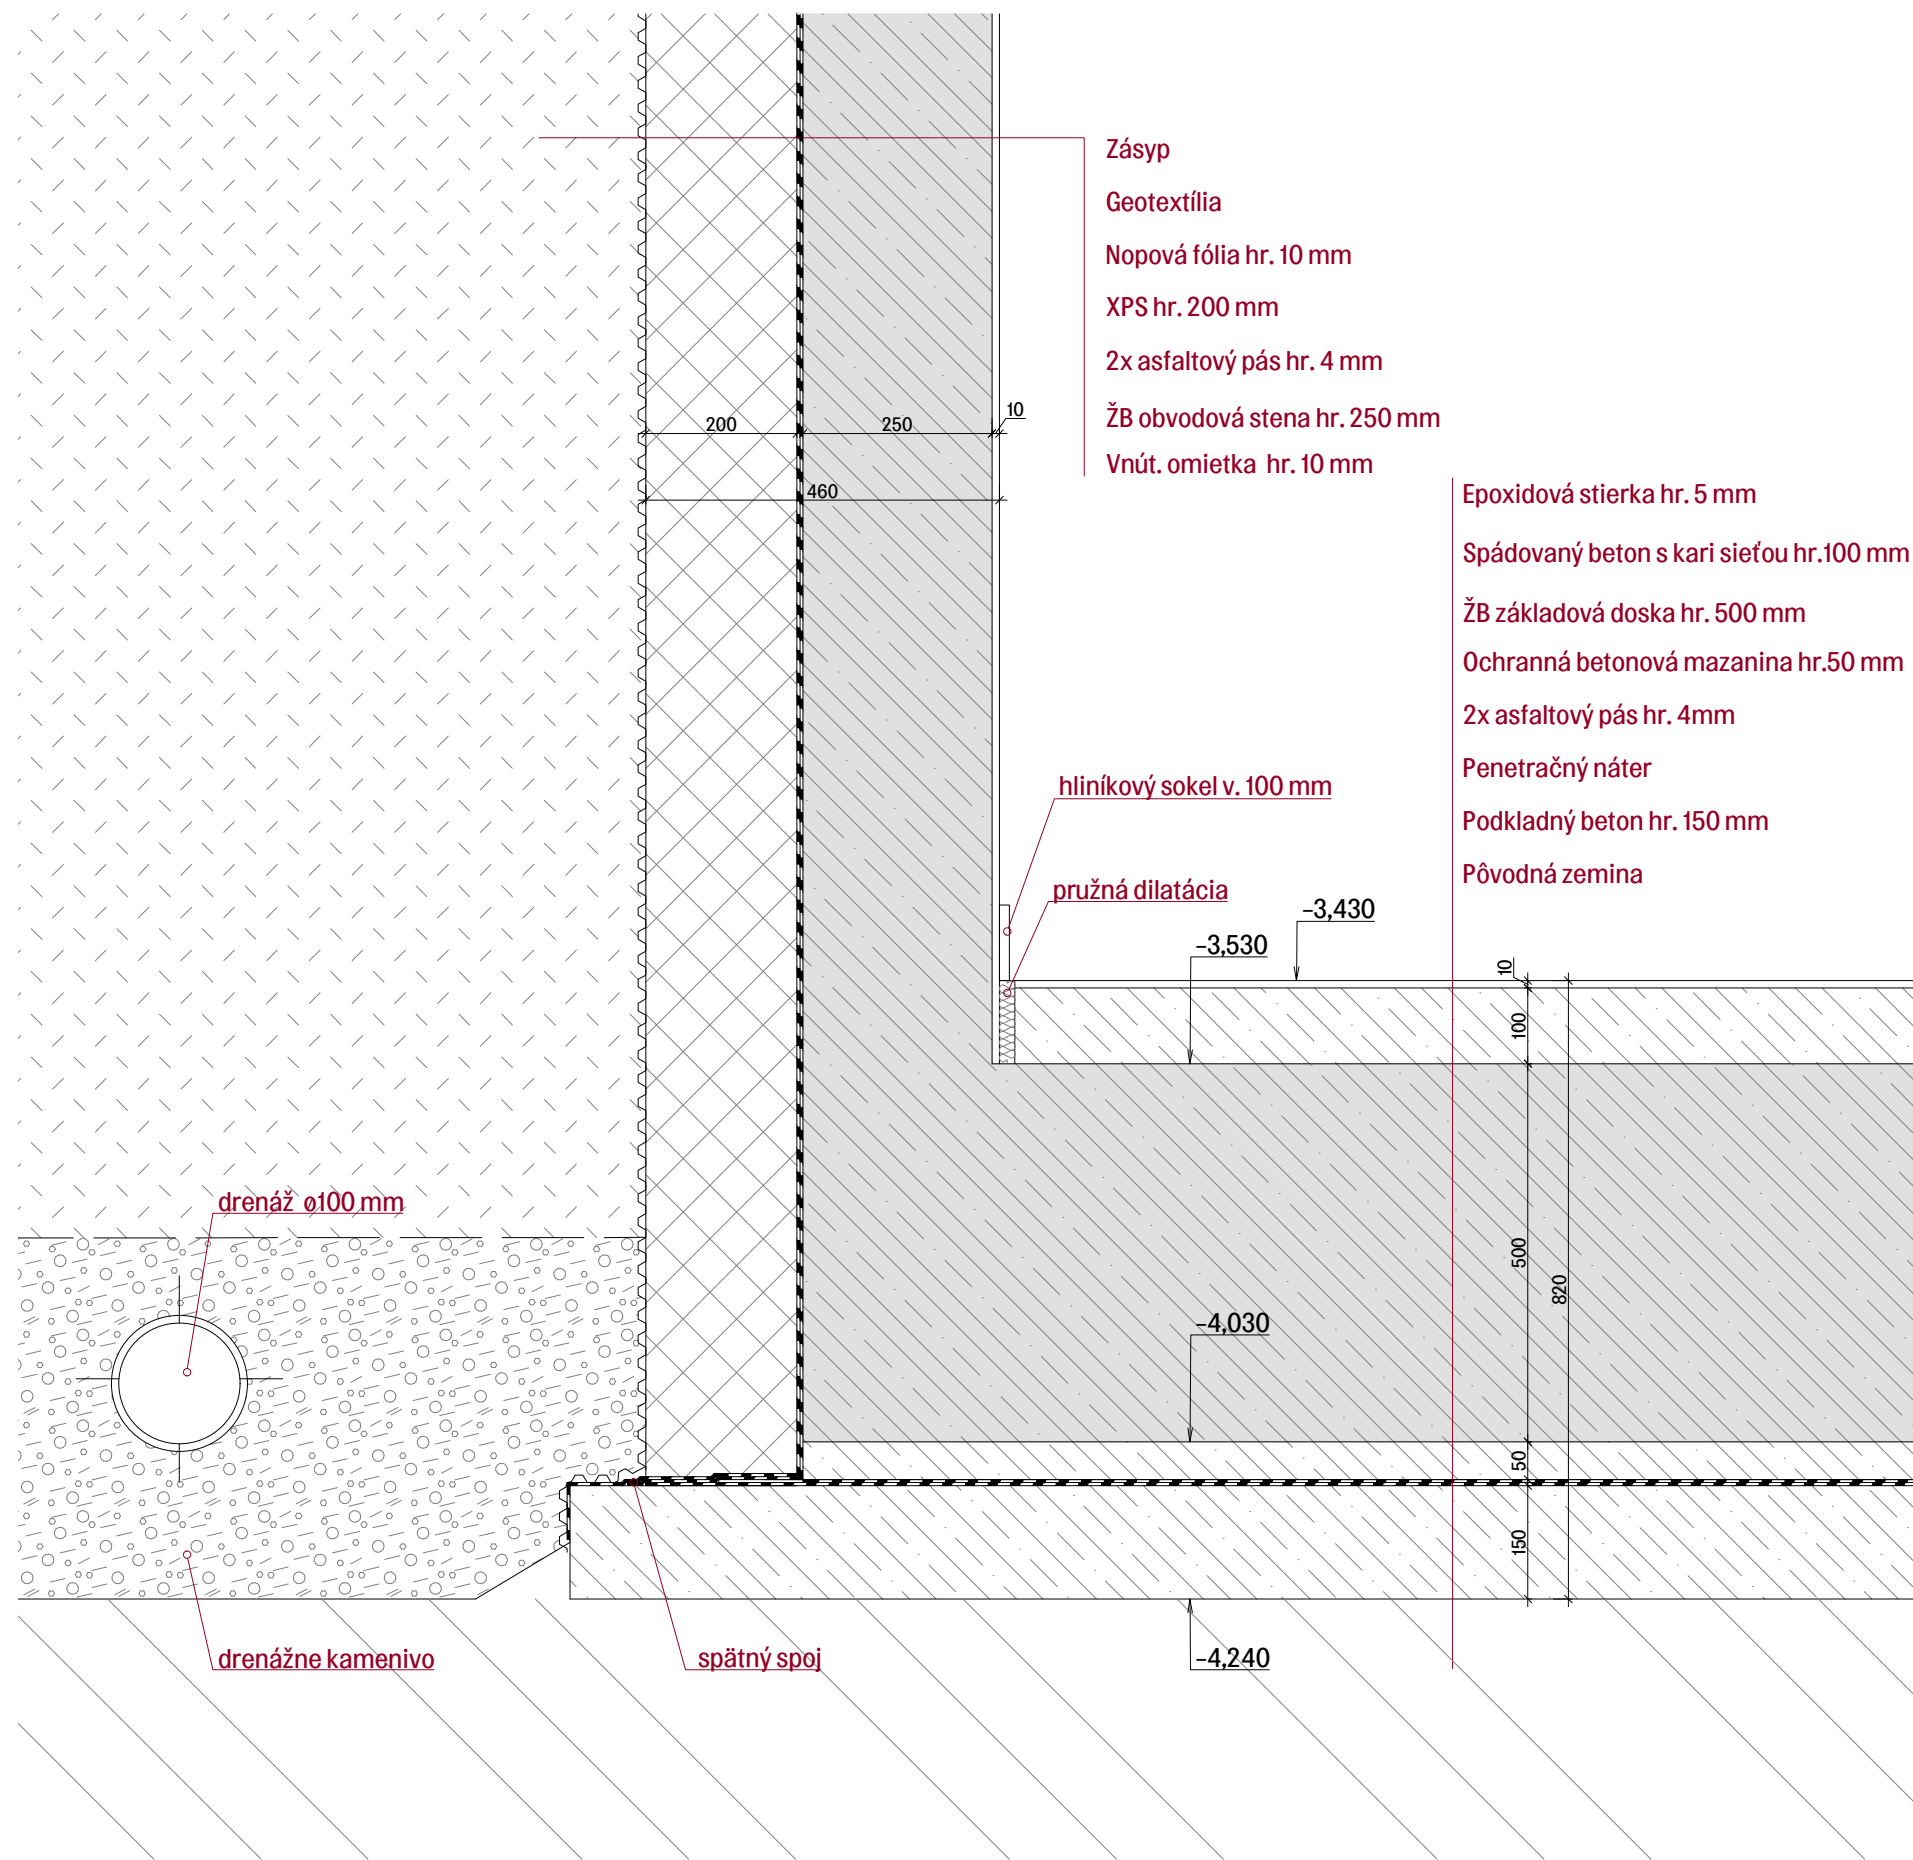 Zásyp
Geotextília
Nopová fólia hr. 10 mm
XPS hr. 200 mm
2x asfaltový pás hr. 4 mm
ŽB obvodová stena hr. 250 mm
Vnút. omietka hr. 10 mm
200
250
10
460
Epoxidová stierka hr. 5 mm
Spádovaný beton s kari sieťou hr.100 mm
ŽB základová doska hr. 500 mm
Ochranná betonová mazanina hr.50 mm
2x asfaltový pás hr. 4mm
Penetračný náter
Podkladný beton hr. 150 mm
Pôvodná zemina
hliníkový sokel v. 100 mm
pružná dilatácia
-3,430
-3,530
10
100
500
820
50
150
drenáž ø100 mm
-4,030
drenážne kamenivo
spätný spoj
-4,240